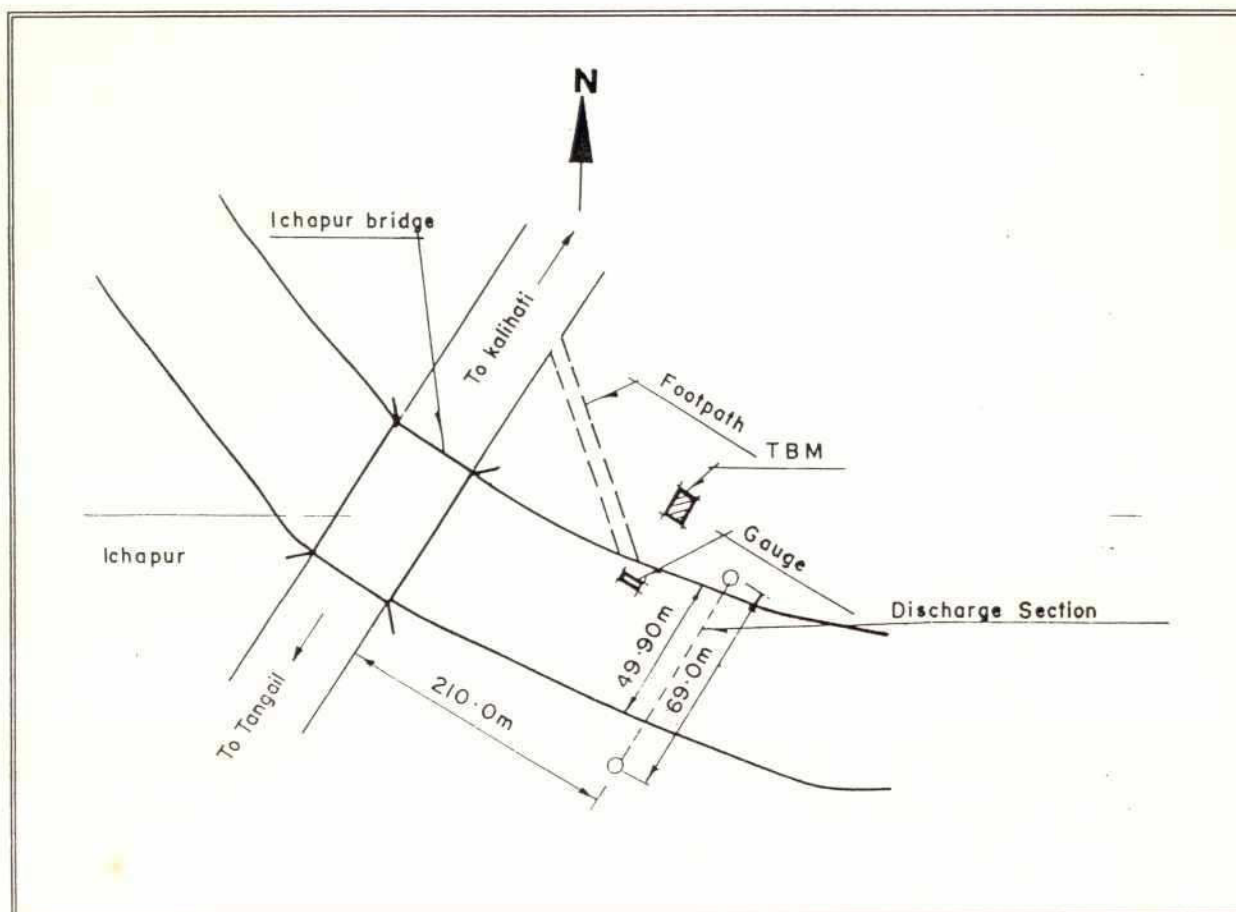 N
Ichapur bridge
To kalihati
Footpath
TBM
Gauge
Ichapur
Discharge Section
49.90m
69.0m
210.0m
To Tangail